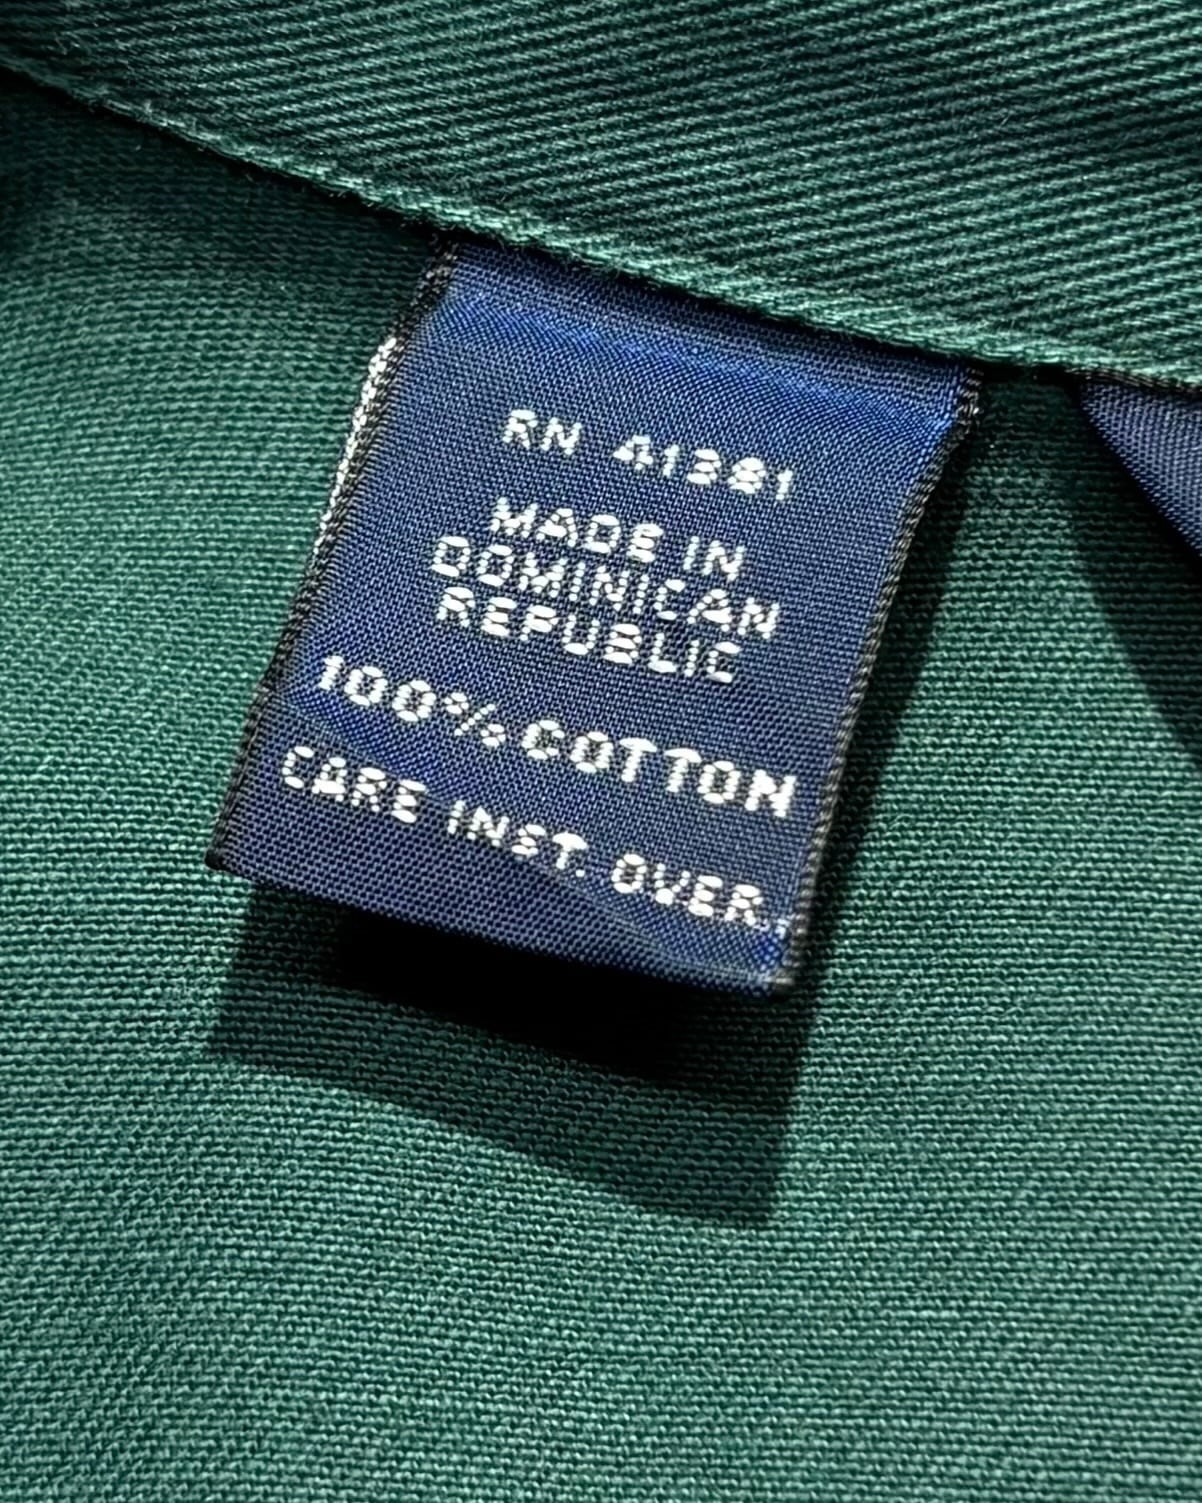 RN 41381
MADE IN
DOMINICAN
REPUBLIC
100% COTTON
CARE INST. OVER.